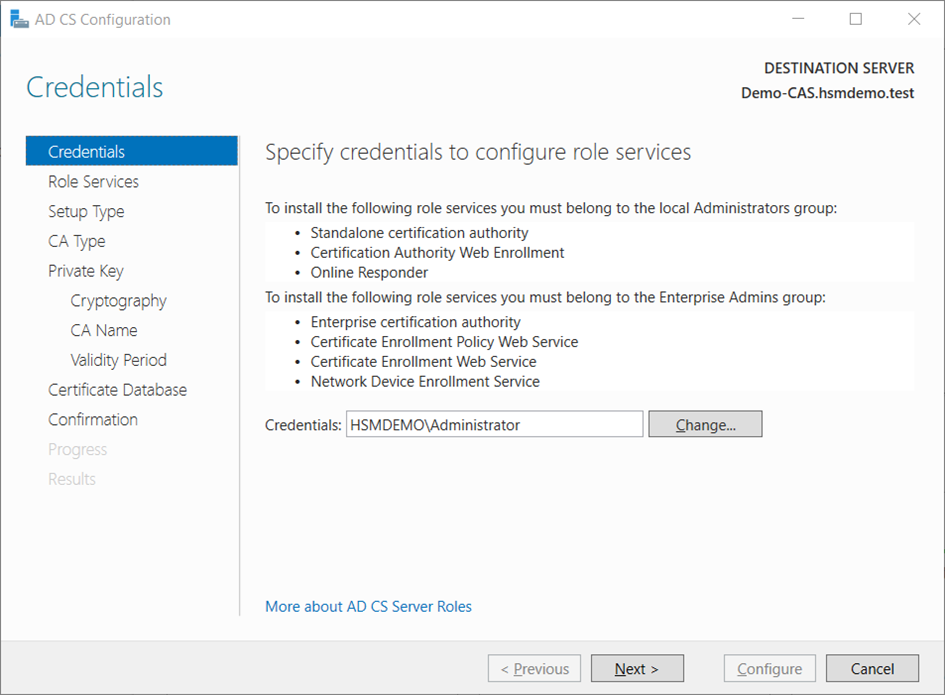 AD CS Configuration
Credentials
DESTINATION SERVER
Demo-CAS.hsmdemo.test
Credentials
Role Services
Setup Type
CA Type
Private Key
Cryptography
CA Name
Validity Period
Certificate Database
Confirmation
Progress
Results
Specify credentials to configure role services
To install the following role services you must belong to the local Administrators group:
• Standalone certification authority
• Certification Authority Web Enrollment
• Online Responder
To install the following role services you must belong to the Enterprise Admins group:
• Enterprise certification authority
• Certificate Enrollment Policy Web Service
• Certificate Enrollment Web Service
• Network Device Enrollment Service
Credentials: HSMDEMO\Administrator Change...
More about AD CS Server Roles
< Previous Next > Configure Cancel